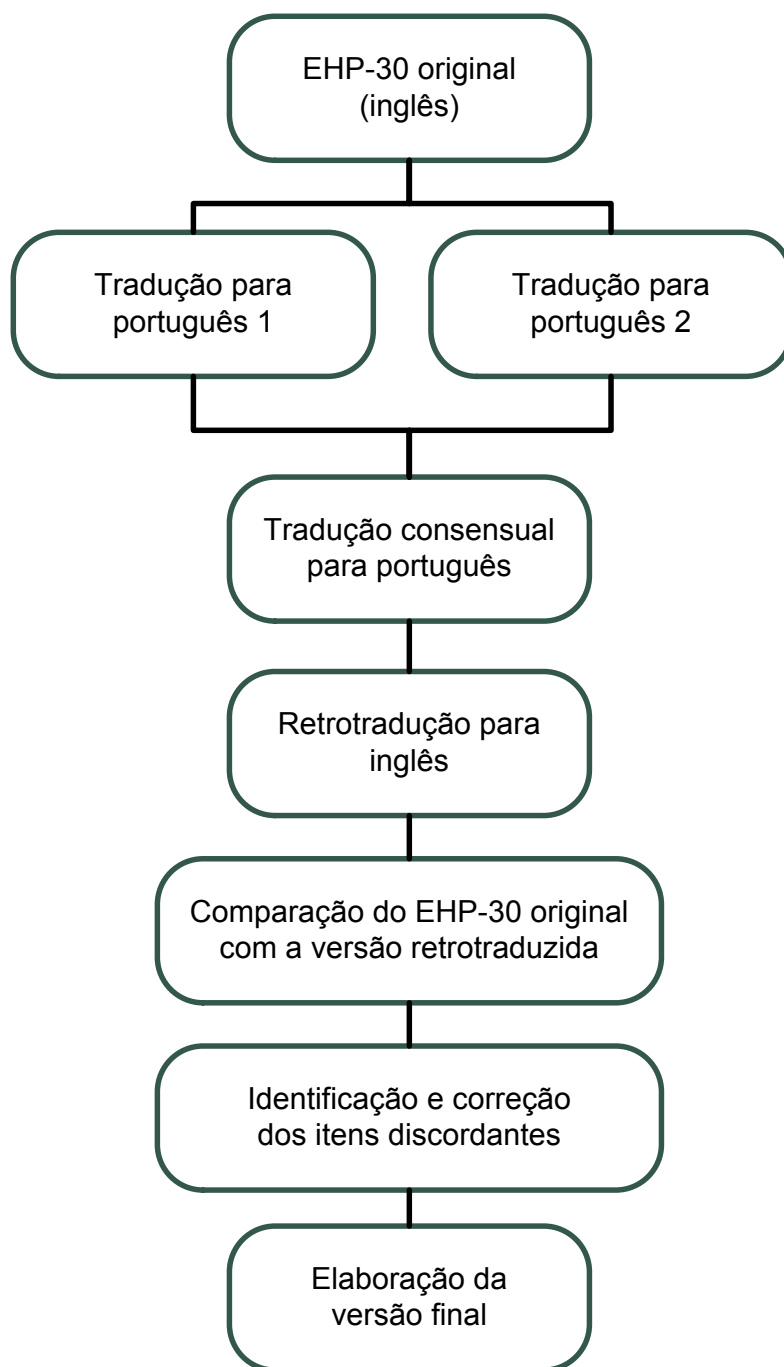 EHP-30 original
(inglês)
Tradução para
português 1
Tradução para
português 2
Tradução consensual
para português
Retrotradução para
inglês
Comparação do EHP-30 original
com a versão retrotraduzida
Identificação e correção
dos itens discordantes
Elaboração da
versão final